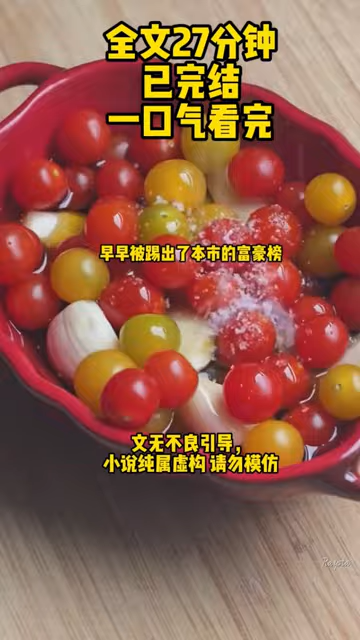 全文27分钟
已完结
一口气看完
早早被踢出了本市的富豪榜
文无不良引导，
小说纯属虚构 请勿模仿